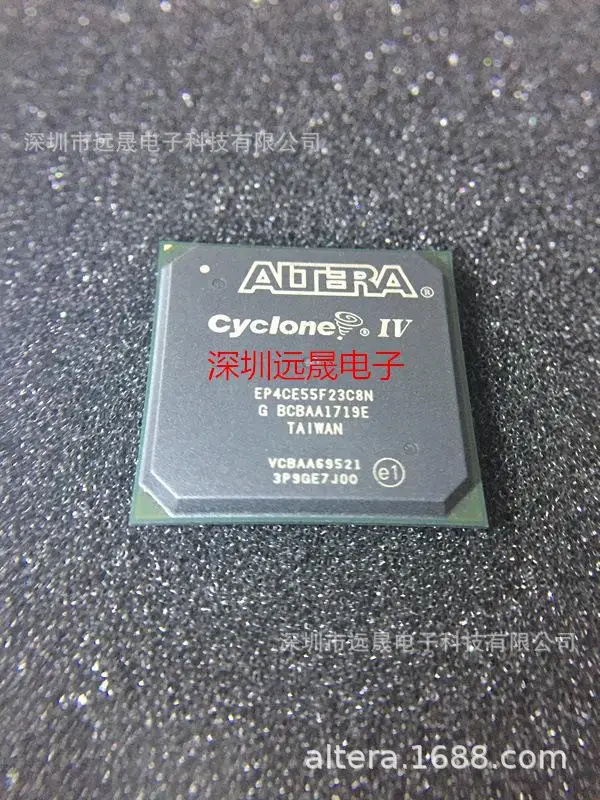 深圳市远晟电子科技有限公司
ALTERA®
Cyclone® IV
深圳远晟电子
EP4CE55F23C8N
G BCBAA1719E
TAIWAN
VCBAA69521
3P9GE7J00
e1
深圳市远晟电子科技有限公司
altera.1688.com